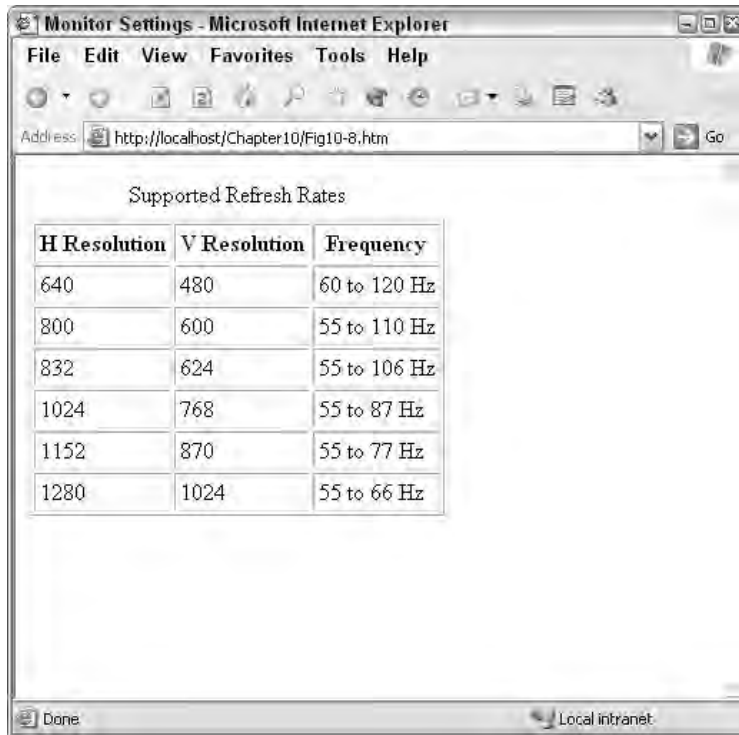 Monitor Settings - Microsoft Internet Explorer
File Edit View Favorites Tools Help
Address http://localhost/Chapter10/Fig10-8.htm Go
Supported Refresh Rates
H Resolution V Resolution Frequency
640 480 60 to 120 Hz
800 600 55 to 110 Hz
832 624 55 to 106 Hz
1024 768 55 to 87 Hz
1152 870 55 to 77 Hz
1280 1024 55 to 66 Hz
Done Local intranet